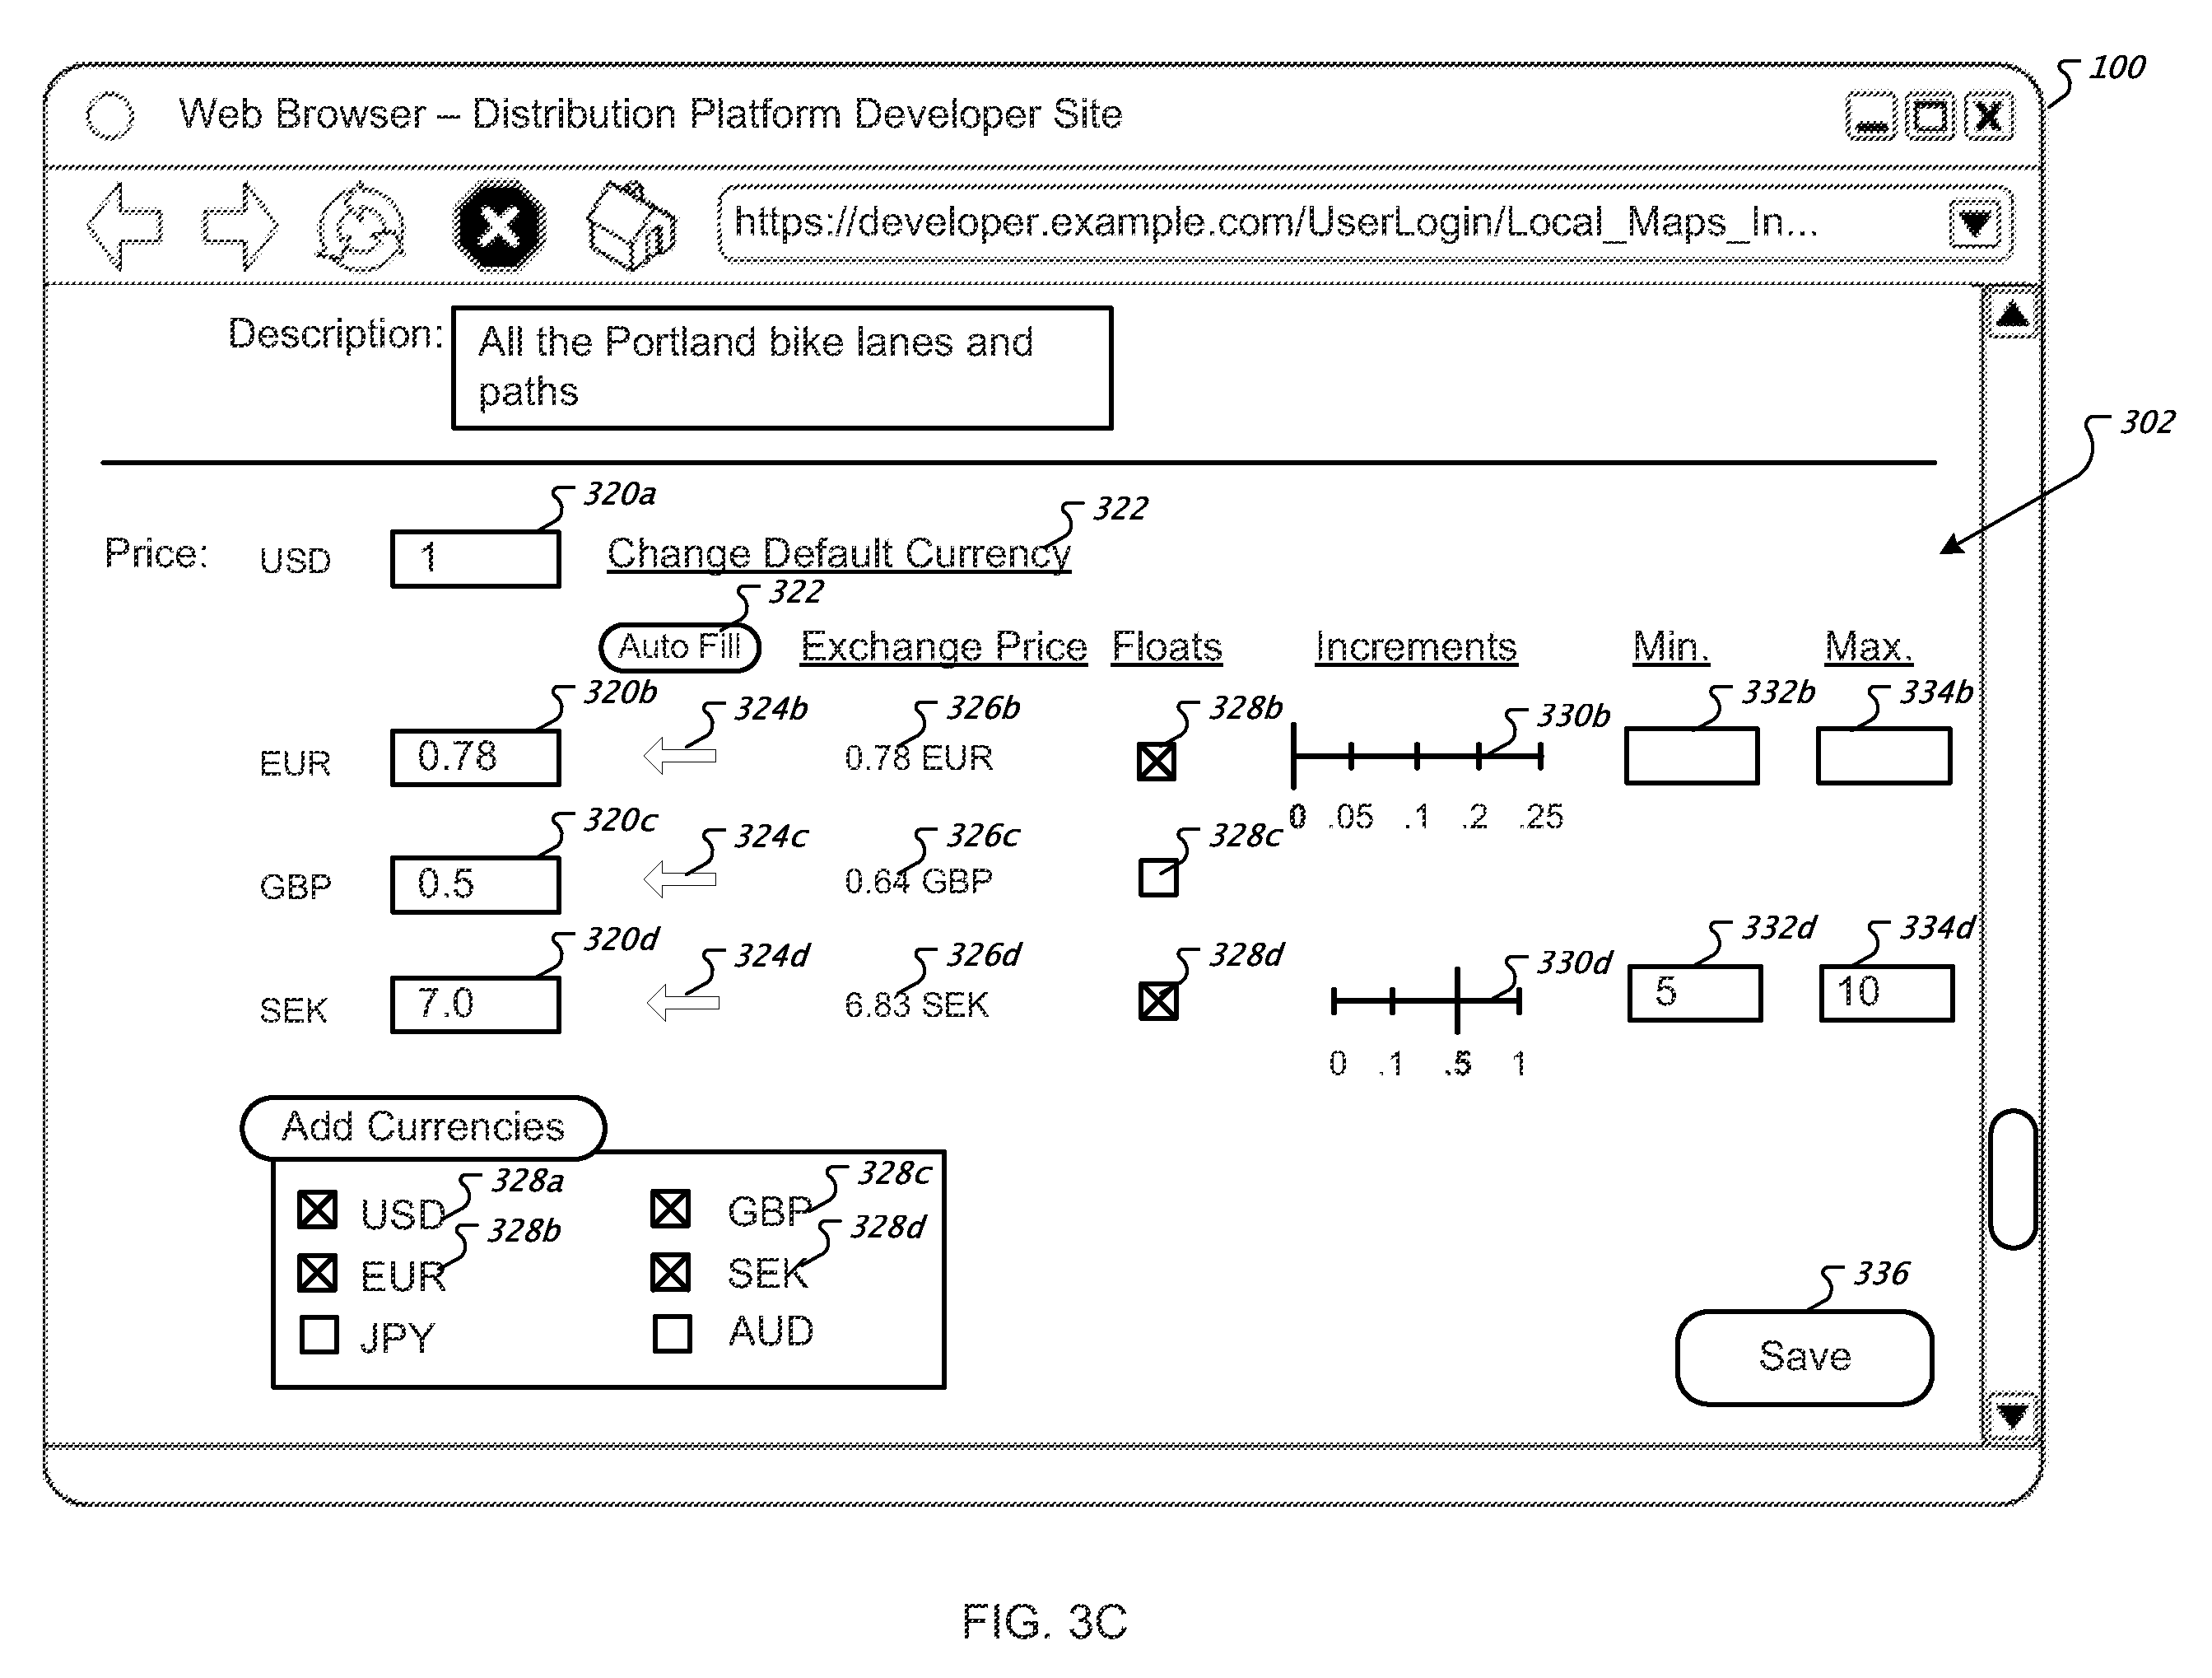 100
Web Browser – Distribution Platform Developer Site
https://developer.example.com/UserLogin/Local_Maps_In...
Description: All the Portland bike lanes and
paths
302
320a 322
Price: USD 1 Change Default Currency
322
Auto Fill Exchange Price Floats Increments Min. Max.
320b 324b 326b 328b 330b 332b 334b
EUR 0.78 0.78 EUR
0 .05 .1 .2 .25
320c 324c 326c 328c
GBP 0.5 0.64 GBP
320d 324d 326d 328d 330d 332d 334d
SEK 7.0 6.83 SEK 5 10
0 .1 .5 1
Add Currencies
328a 328c
USD GBP
328b 328d
EUR SEK
JPY AUD
336
Save
FIG. 3C